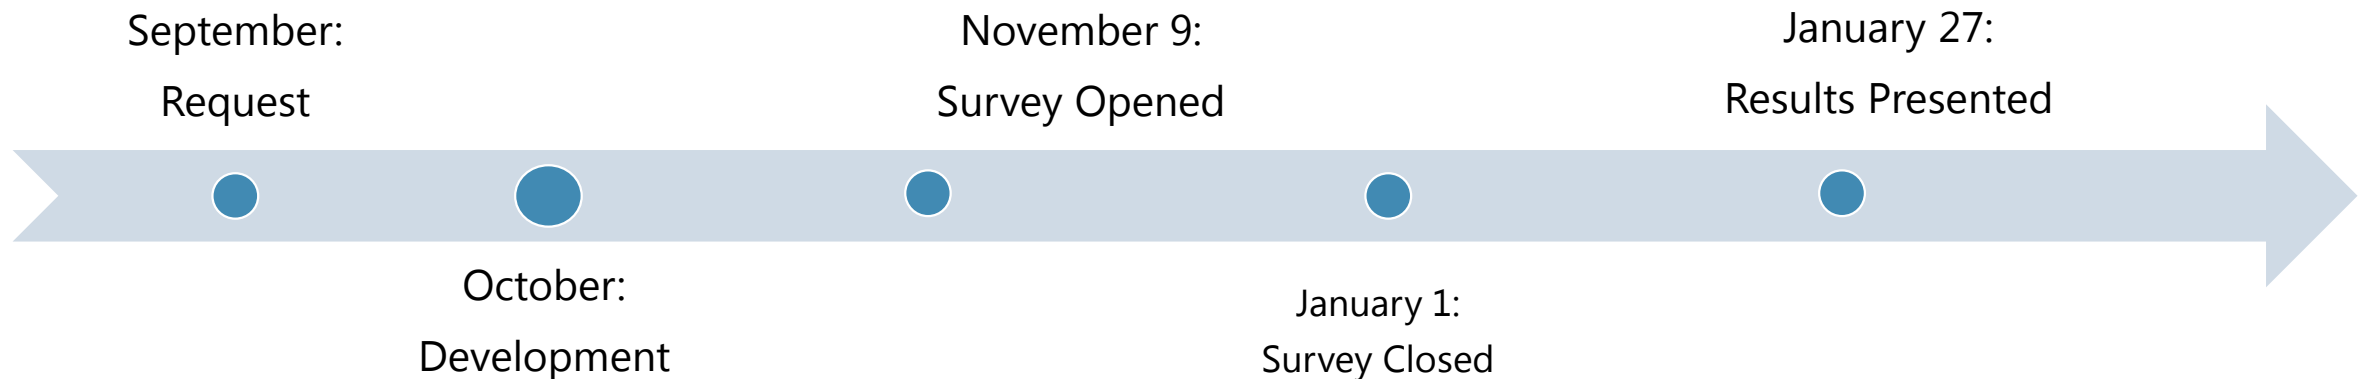 September:
Request
October:
Development
November 9:
Survey Opened
January 1:
Survey Closed
January 27:
Results Presented